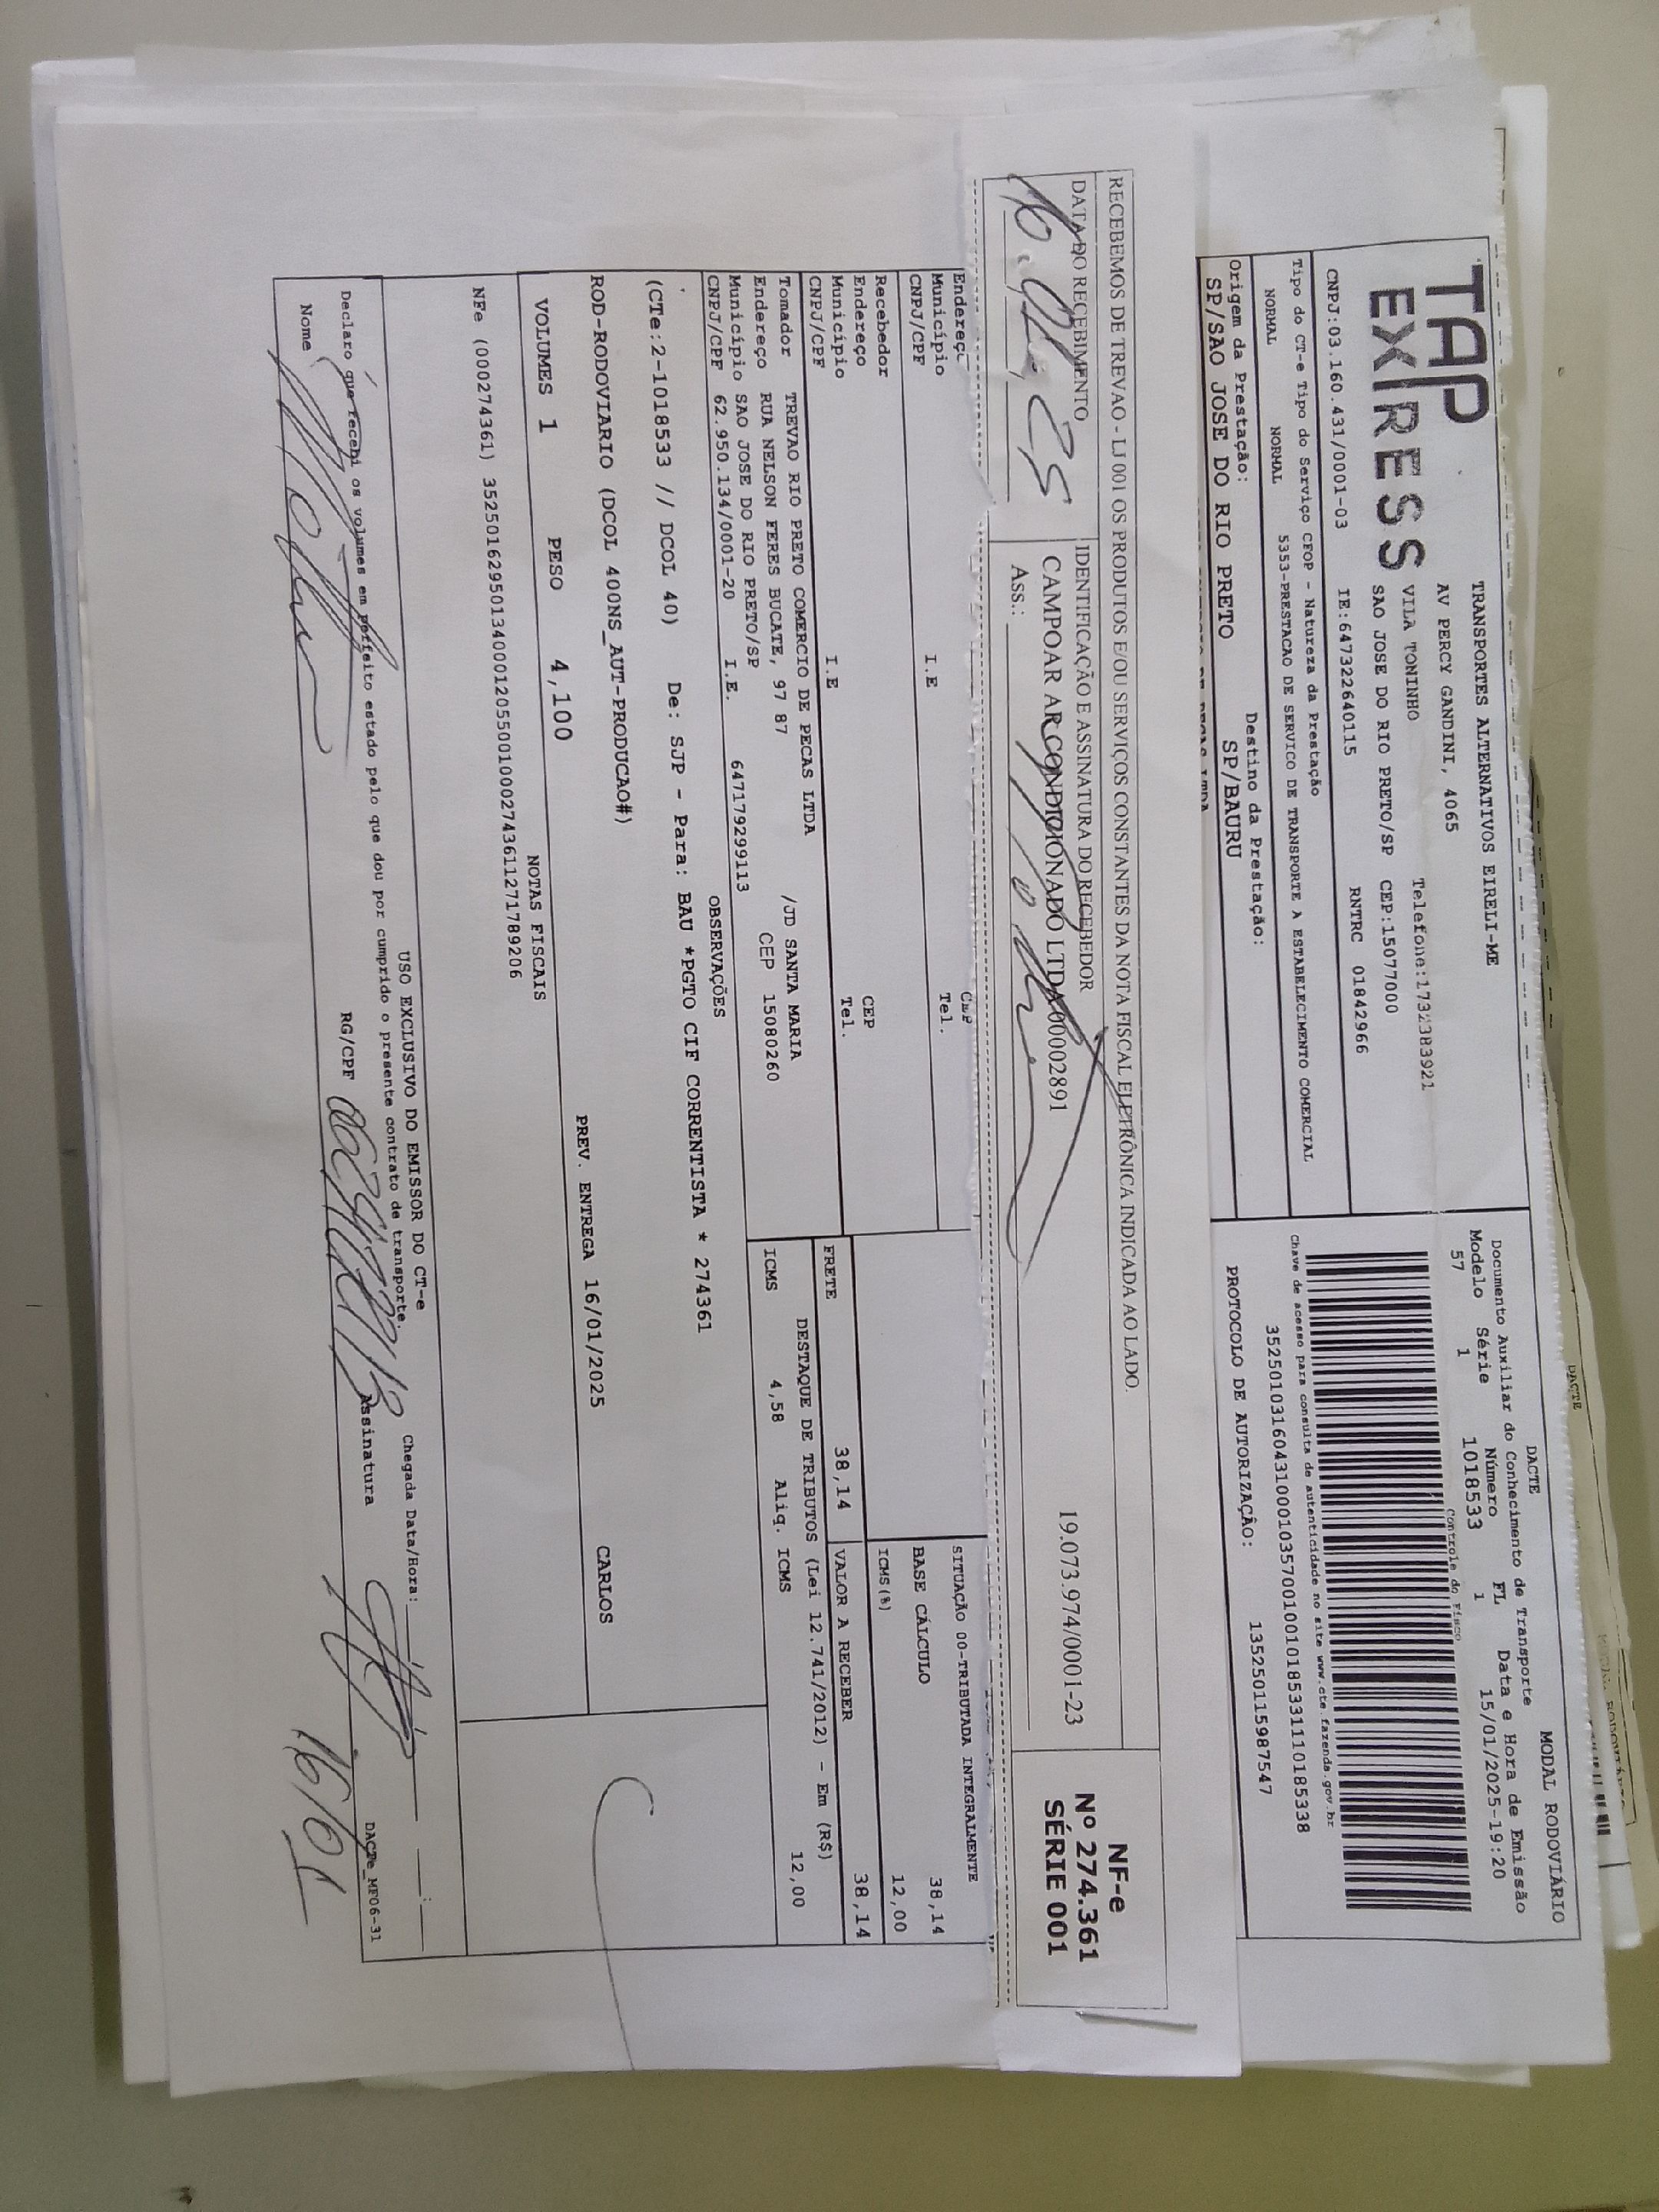 DACTE
TAP
EXPRESS
TRANSPORTES ALTERNATIVOS EIRELI-ME
AV PERCY GANDINI, 4065
VILA TONINHO Telefone:1732383921
SAO JOSE DO RIO PRETO/SP CEP:15077000
CNPJ:03.160.431/0001-03 IE:647322640115 RNTRC 01842966
DACTE MODAL RODOVIÁRIO
Documento Auxiliar do Conhecimento de Transporte
Modelo Série Número FL Data e Hora de Emissão
57 1 1018533 1 15/01/2025-19:20
Controle do Fisco
Chave de acesso para consulta de autenticidade no site www.cte.fazenda.gov.br
35250103160431000103570010010185331110185338
PROTOCOLO DE AUTORIZAÇÃO: 135250115987547
Tipo do CT-e Tipo do Serviço CFOP - Natureza da Prestação
NORMAL NORMAL 5353-PRESTACAO DE SERVICO DE TRANSPORTE A ESTABELECIMENTO COMERCIAL
Origem da Prestação: Destino da Prestação:
SP/SAO JOSE DO RIO PRETO SP/BAURU
RECEBEMOS DE TREVAO - LJ 001 OS PRODUTOS E/OU SERVIÇOS CONSTANTES DA NOTA FISCAL ELETRÔNICA INDICADA AO LADO.
DATA DO RECEBIMENTO IDENTIFICAÇÃO E ASSINATURA DO RECEBEDOR
CAMPOAR AR CONDICIONADO LTDA 000002891 19.073.974/0001-23
Ass.:
NF-e
Nº 274.361
SÉRIE 001
Endereço CEP
Município I.E Tel.
CNPJ/CPF
Recebedor
Endereço CEP
Município I.E Tel.
CNPJ/CPF
SITUAÇÃO 00-TRIBUTADA INTEGRALMENTE
BASE CÁLCULO 38,14
ICMS(%) 12,00
FRETE 38,14 VALOR A RECEBER 38,14
DESTAQUE DE TRIBUTOS (Lei 12.741/2012) - Em (R$)
ICMS 4,58 Aliq. ICMS 12,00
Tomador TREVAO RIO PRETO COMERCIO DE PECAS LTDA
Endereço RUA NELSON FERES BUCATE, 97 87 /JD SANTA MARIA
Município SAO JOSE DO RIO PRETO/SP CEP 15080260
CNPJ/CPF 62.950.134/0001-20 I.E. 647179299113
OBSERVAÇÕES
(CTe:2-1018533 // DCOL 40) De: SJP - Para: BAU *PGTO CIF CORRENTISTA * 274361
ROD-RODOVIARIO (DCOL 400NS_AUT-PRODUCAO#)
VOLUMES 1 PESO 4,100 PREV. ENTREGA 16/01/2025 CARLOS
NOTAS FISCAIS
NFe (000274361) 35250162950134000120550010002743611271789206
USO EXCLUSIVO DO EMISSOR DO CT-e
Declaro que recebi os volumes em perfeito estado pelo que dou por cumprido o presente contrato de transporte.
Chegada Data/Hora:
Nome RG/CPF Assinatura
16/01
DACTe_MF06-31